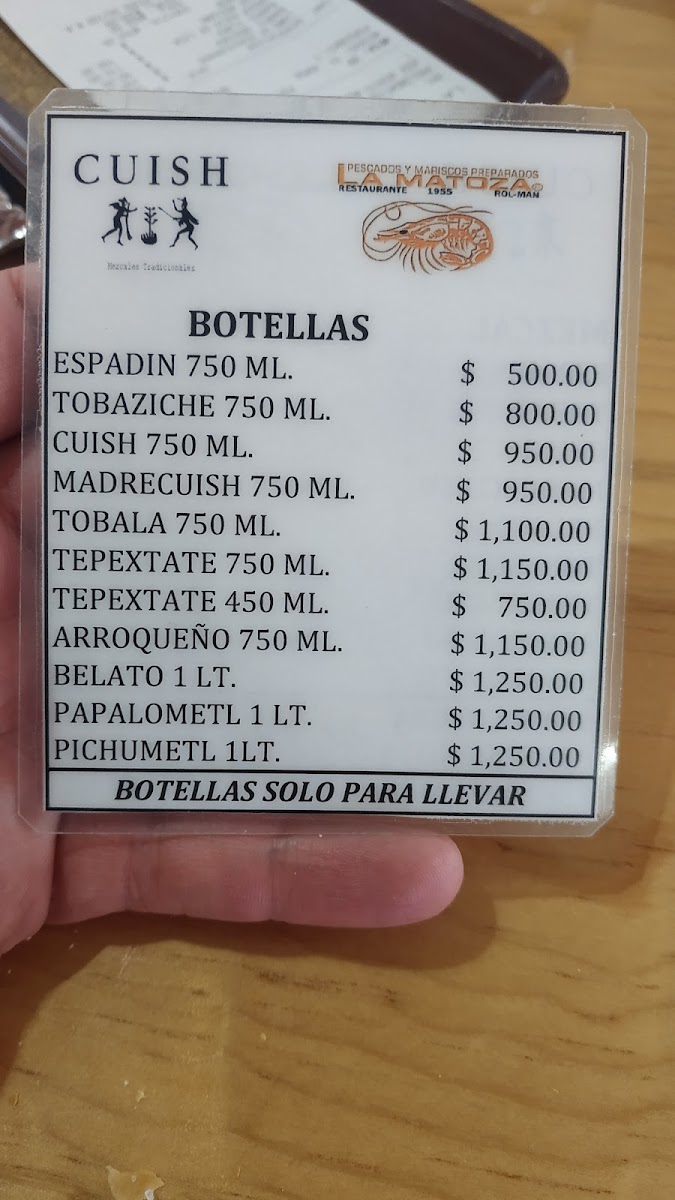 CUISH
Mezcales Tradicionales
PESCADOS Y MARISCOS PREPARADOS
LA MATOZA
RESTAURANTE 1955 ROL-MAN
BOTELLAS
ESPADIN 750 ML. $ 500.00
TOBAZICHE 750 ML. $ 800.00
CUISH 750 ML. $ 950.00
MADRECUISH 750 ML. $ 950.00
TOBALA 750 ML. $ 1,100.00
TEPEXTATE 750 ML. $ 1,150.00
TEPEXTATE 450 ML. $ 750.00
ARROQUEÑO 750 ML. $ 1,150.00
BELATO 1 LT. $ 1,250.00
PAPALOMETL 1 LT. $ 1,250.00
PICHUMETL 1LT. $ 1,250.00
BOTELLAS SOLO PARA LLEVAR